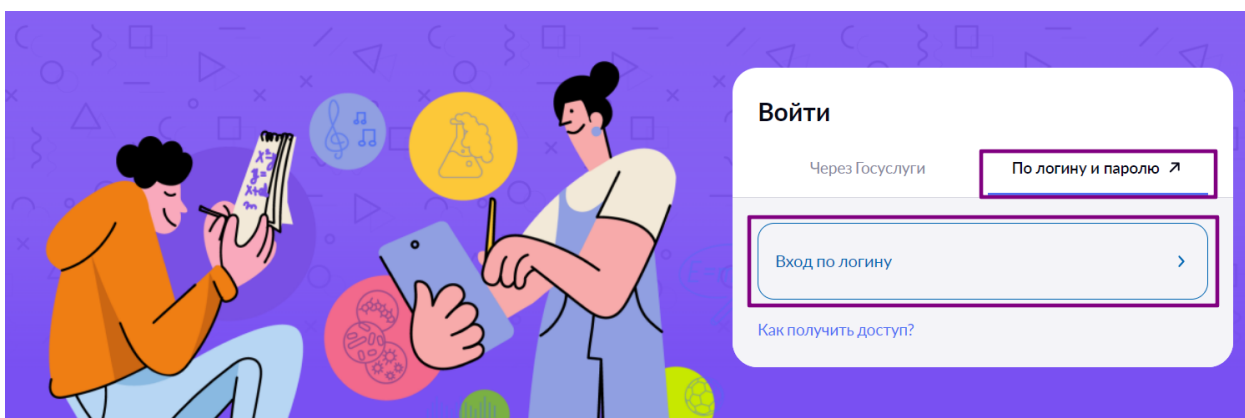 Войти
Через Госуслуги
По логину и паролю
Вход по логину
Как получить доступ?